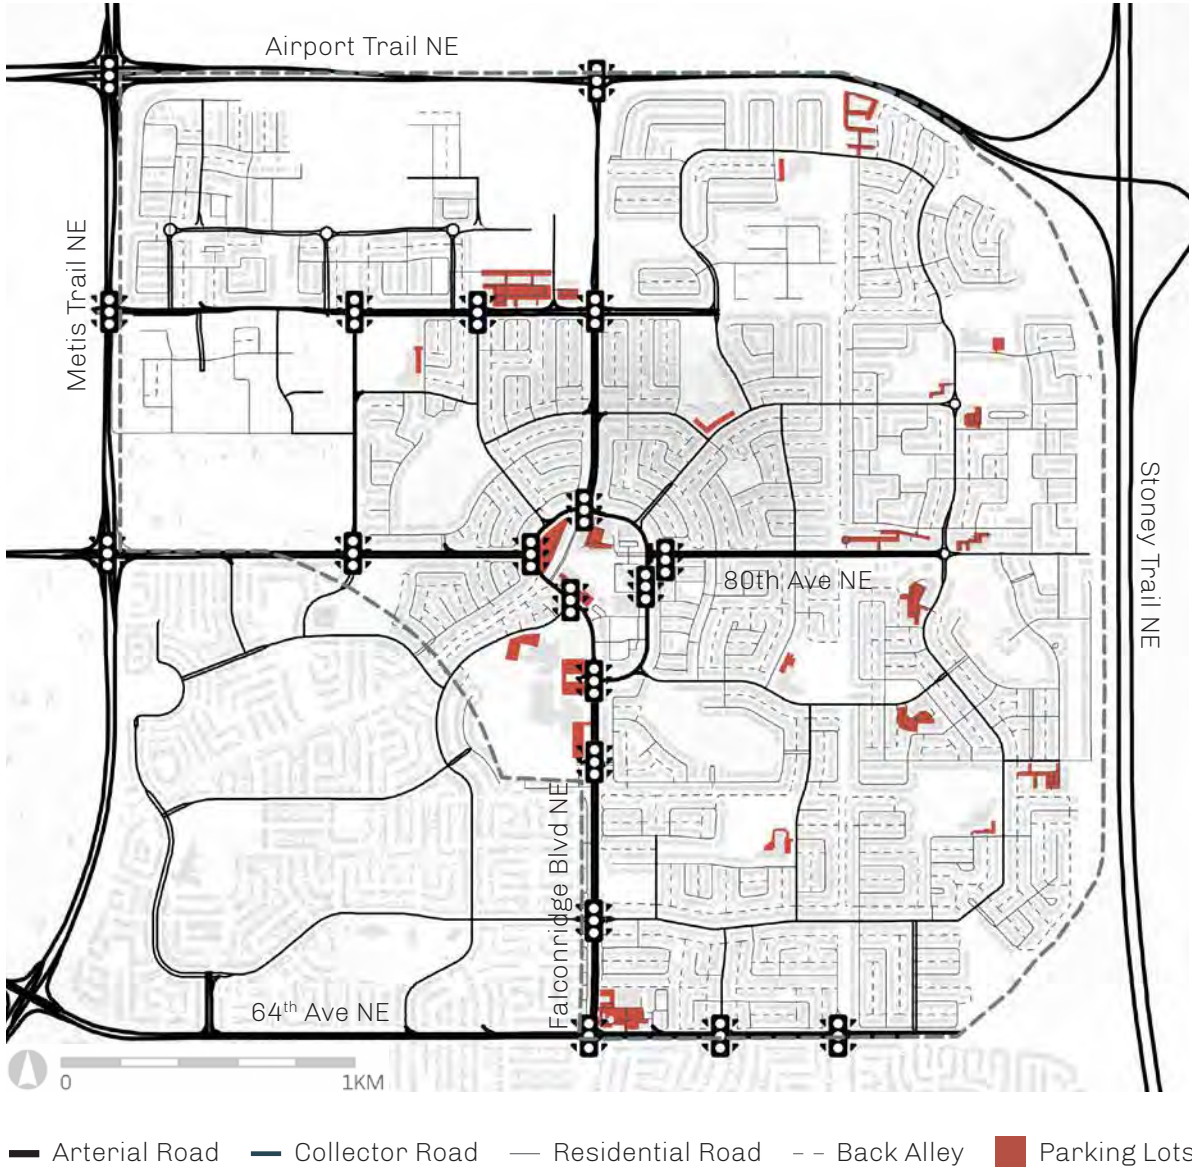 Airport Trail NE
Metis Trail NE
Stoney Trail NE
80th Ave NE
Falconridge Blvd NE
64th Ave NE
0 1KM
Arterial Road Collector Road Residential Road Back Alley Parking Lots